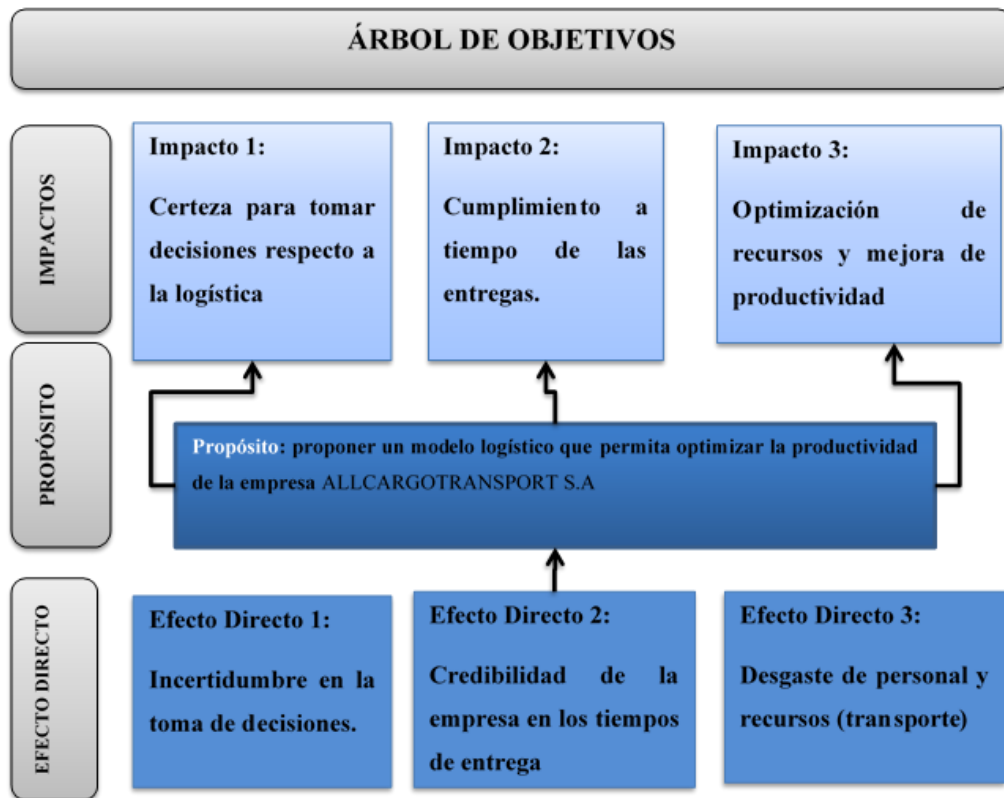 ÁRBOL DE OBJETIVOS
IMPACTOS
Impacto 1:
Certeza para tomar
decisiones respecto a
la logística
Impacto 2:
Cumplimiento a
tiempo de las
entregas.
Impacto 3:
Optimización de
recursos y mejora de
productividad
PROPÓSITO
Propósito: proponer un modelo logístico que permita optimizar la productividad
de la empresa ALLCARGOTRANSPORT S.A
EFECTO DIRECTO
Efecto Directo 1:
Incertidumbre en la
toma de decisiones.
Efecto Directo 2:
Credibilidad de la
empresa en los tiempos
de entrega
Efecto Directo 3:
Desgaste de personal y
recursos (transporte)